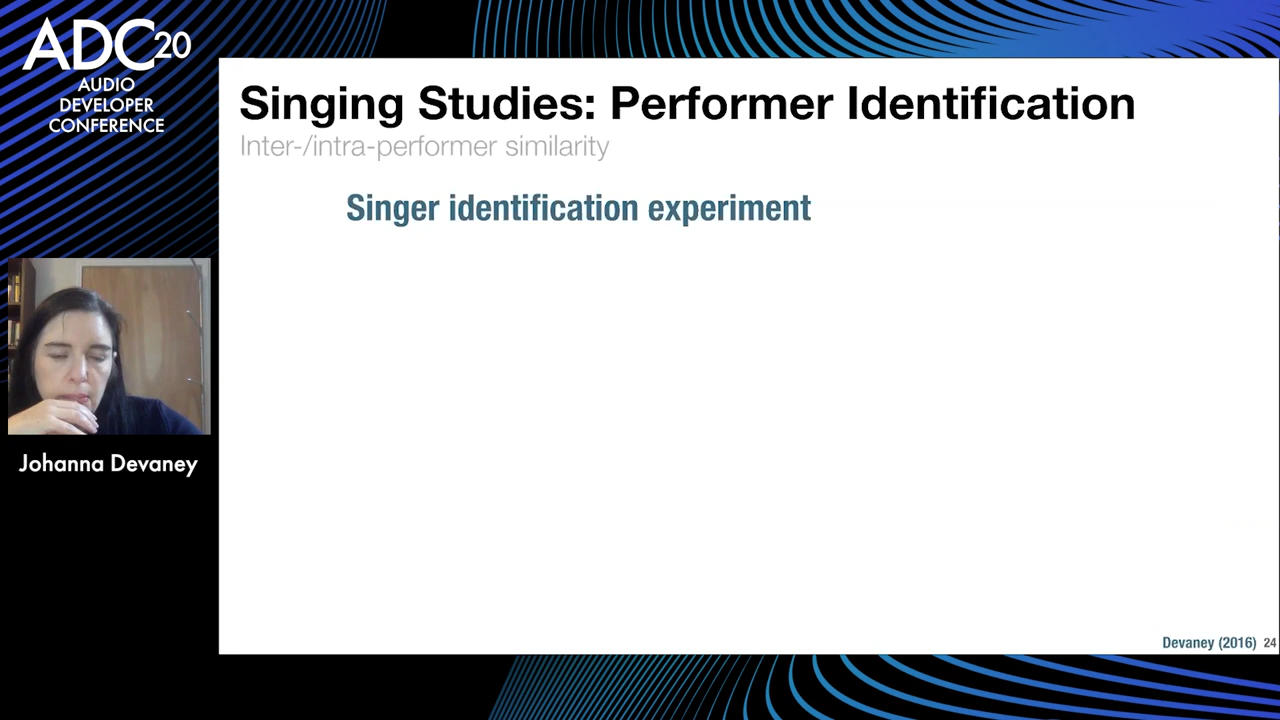 ADC20
AUDIO
DEVELOPER
CONFERENCE
Singing Studies: Performer Identification
Inter-/intra-performer similarity
Singer identification experiment
Johanna Devaney
Devaney (2016) 24